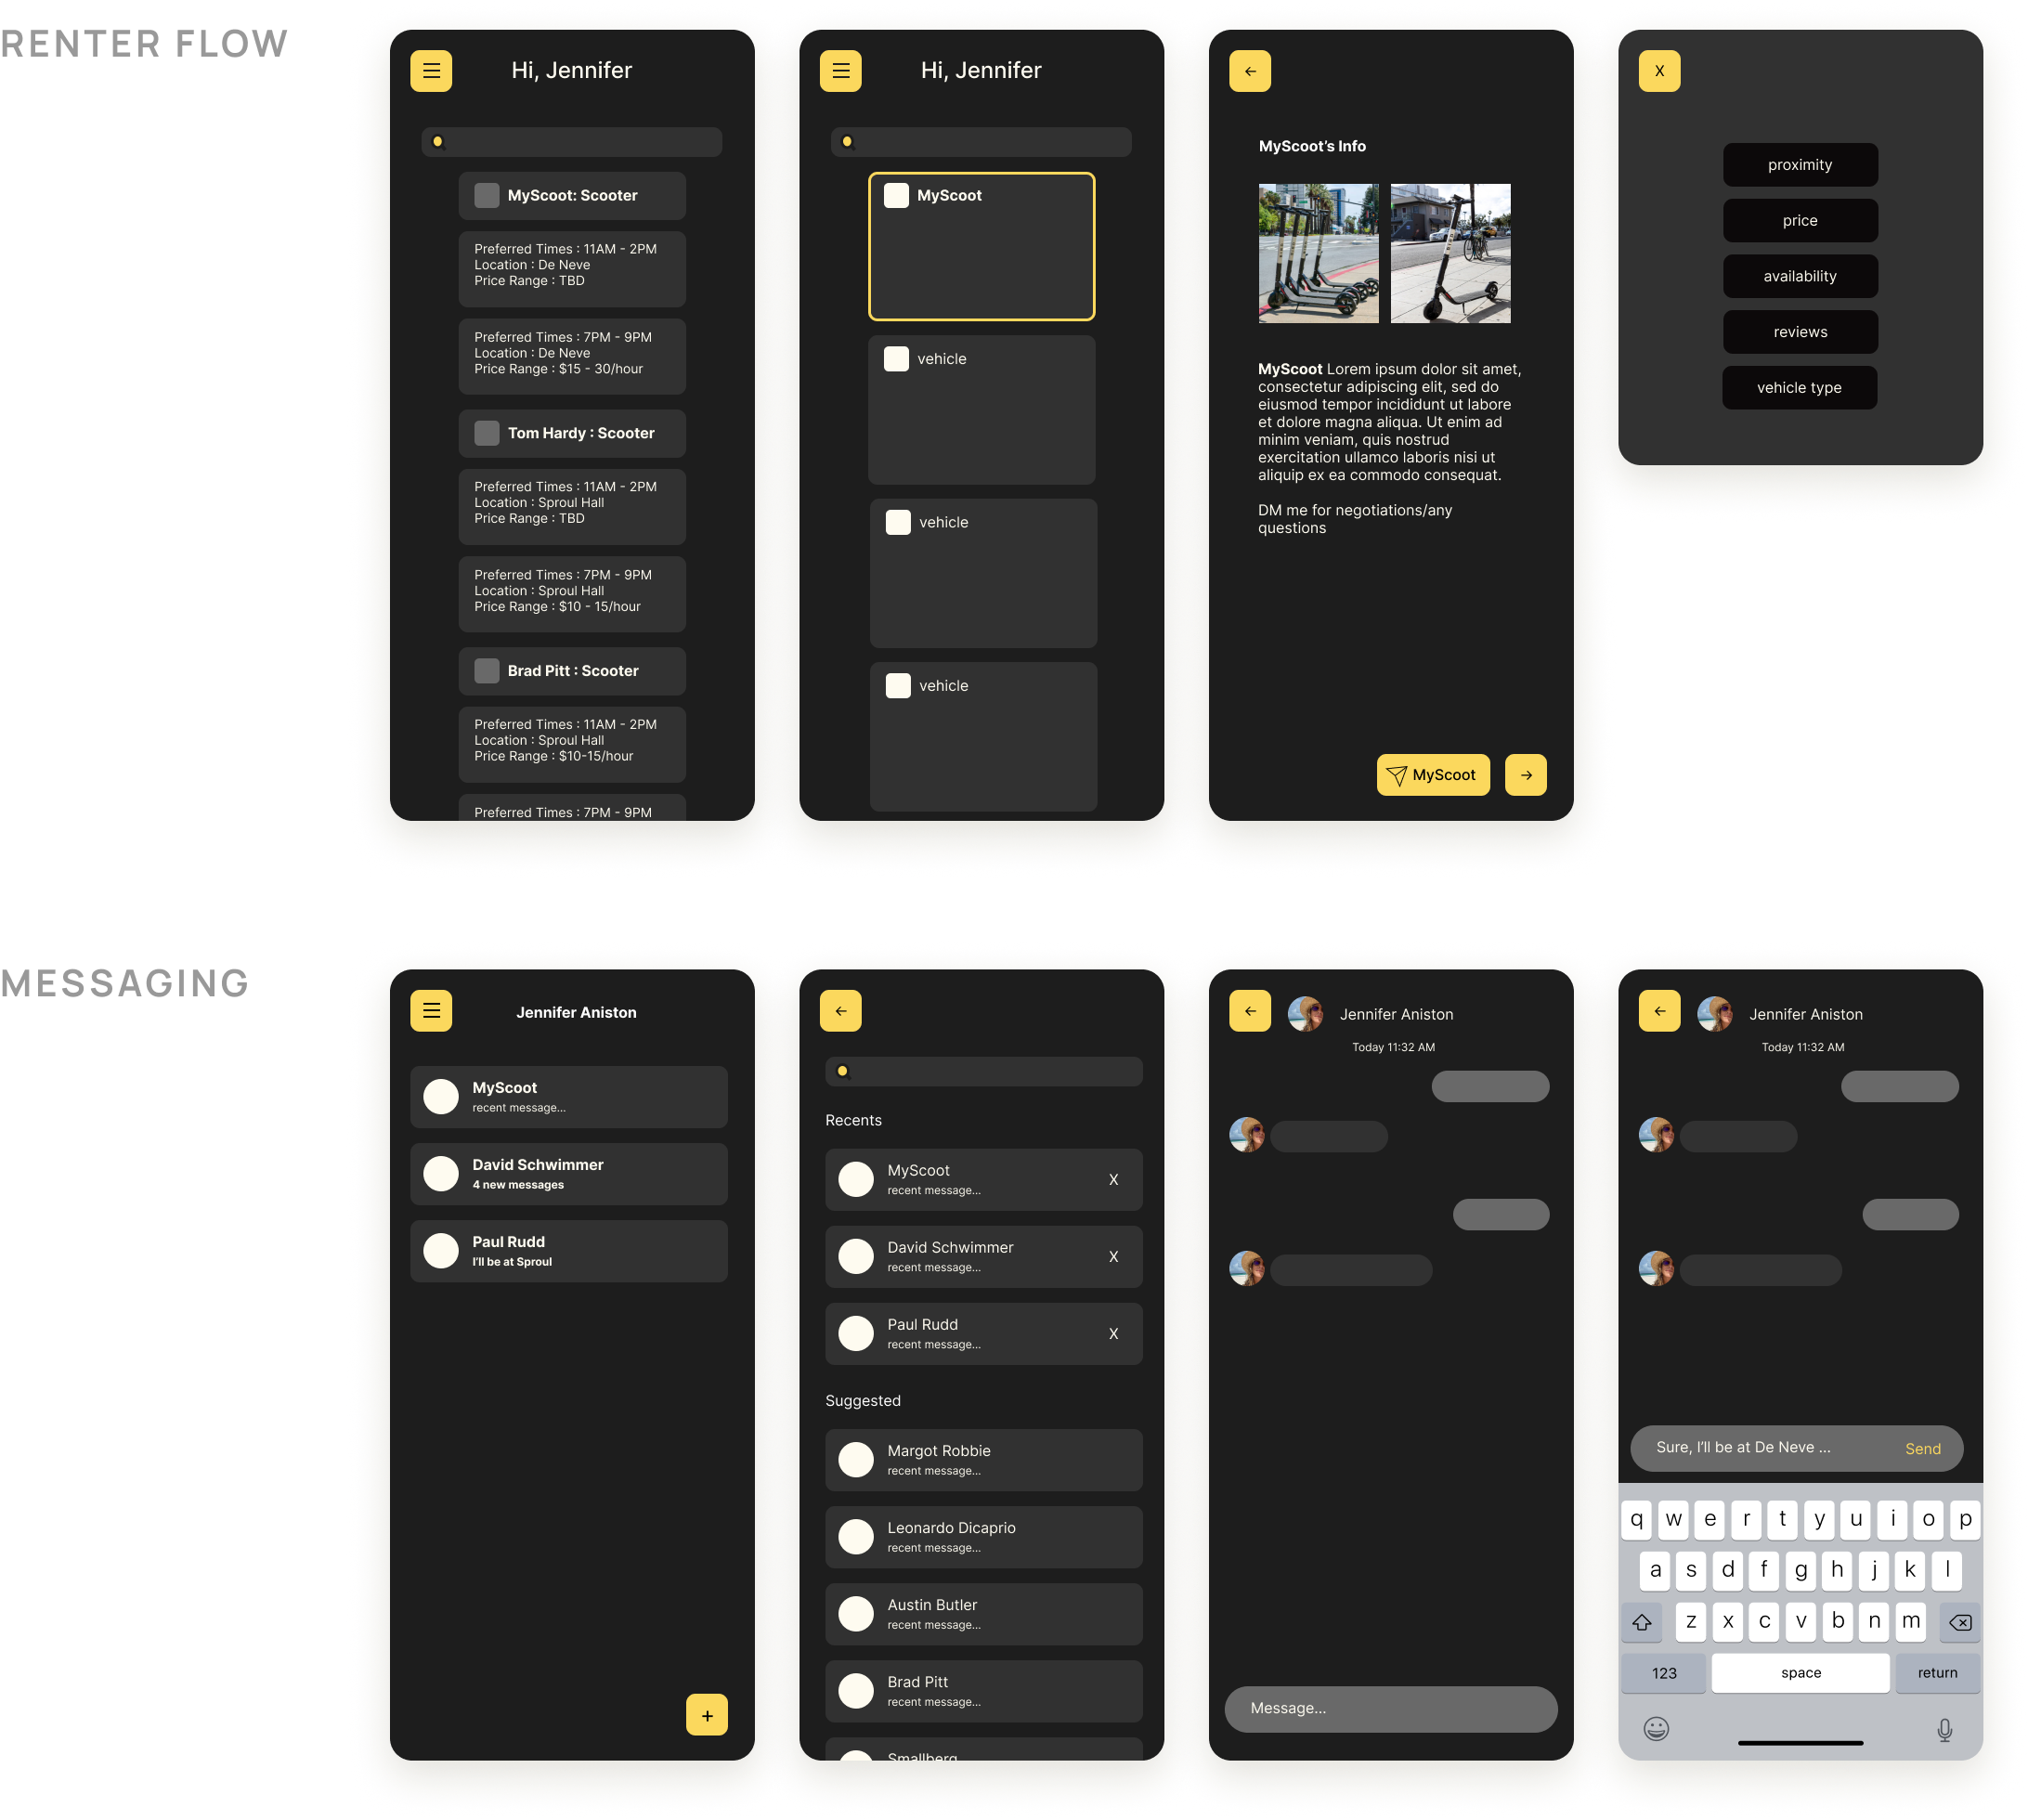 RENTER FLOW
Hi, Jennifer
MyScoot: Scooter
Preferred Times : 11AM - 2PM
Location : De Neve
Price Range : TBD
Preferred Times : 7PM - 9PM
Location : De Neve
Price Range : $15 - 30/hour
Tom Hardy : Scooter
Preferred Times : 11AM - 2PM
Location : Sproul Hall
Price Range : TBD
Preferred Times : 7PM - 9PM
Location : Sproul Hall
Price Range : $10 - 15/hour
Brad Pitt : Scooter
Preferred Times : 11AM - 2PM
Location : Sproul Hall
Price Range : $10-15/hour
Preferred Times : 7PM - 9PM
Hi, Jennifer
MyScoot
vehicle
vehicle
vehicle
MyScoot’s Info
MyScoot Lorem ipsum dolor sit amet,
consectetur adipiscing elit, sed do
eiusmod tempor incididunt ut labore
et dolore magna aliqua. Ut enim ad
minim veniam, quis nostrud
exercitation ullamco laboris nisi ut
aliquip ex ea commodo consequat.
DM me for negotiations/any
questions
MyScoot
X
proximity
price
availability
reviews
vehicle type
MESSAGING
Jennifer Aniston
MyScoot
recent message...
David Schwimmer
4 new messages
Paul Rudd
I’ll be at Sproul
+
Recents
MyScoot
recent message...
X
David Schwimmer
recent message...
X
Paul Rudd
recent message...
X
Suggested
Margot Robbie
recent message...
Leonardo Dicaprio
recent message...
Austin Butler
recent message...
Brad Pitt
recent message...
Smallberg
Jennifer Aniston
Today 11:32 AM
Message...
Jennifer Aniston
Today 11:32 AM
Sure, I’ll be at De Neve ...
Send
q w e r t y u i o p
a s d f g h j k l
z x c v b n m
123 space return